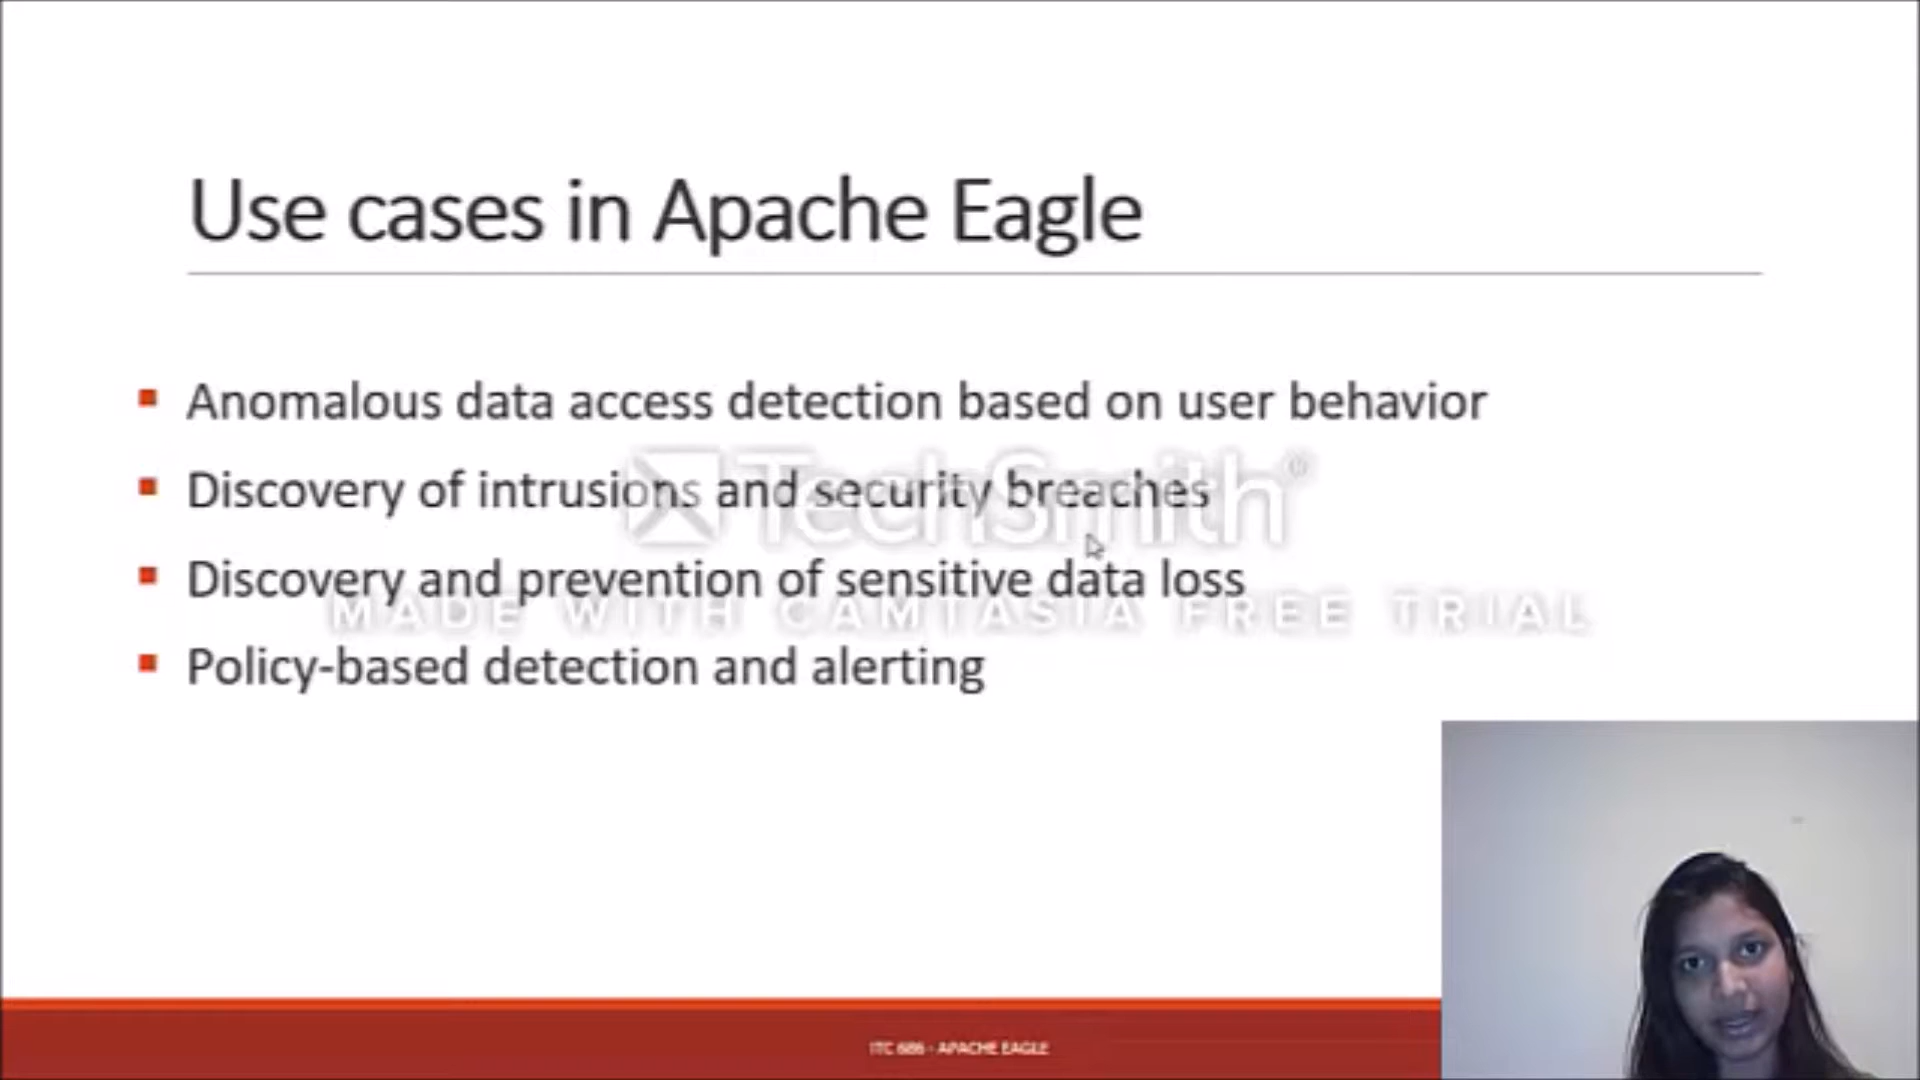 Use cases in Apache Eagle
Anomalous data access detection based on user behavior
Discovery of intrusions and security breaches
TechSmith®
Discovery and prevention of sensitive data loss
MADE WITH CAMTASIA FREE TRIAL
Policy-based detection and alerting
ITC 686 - APACHE EAGLE